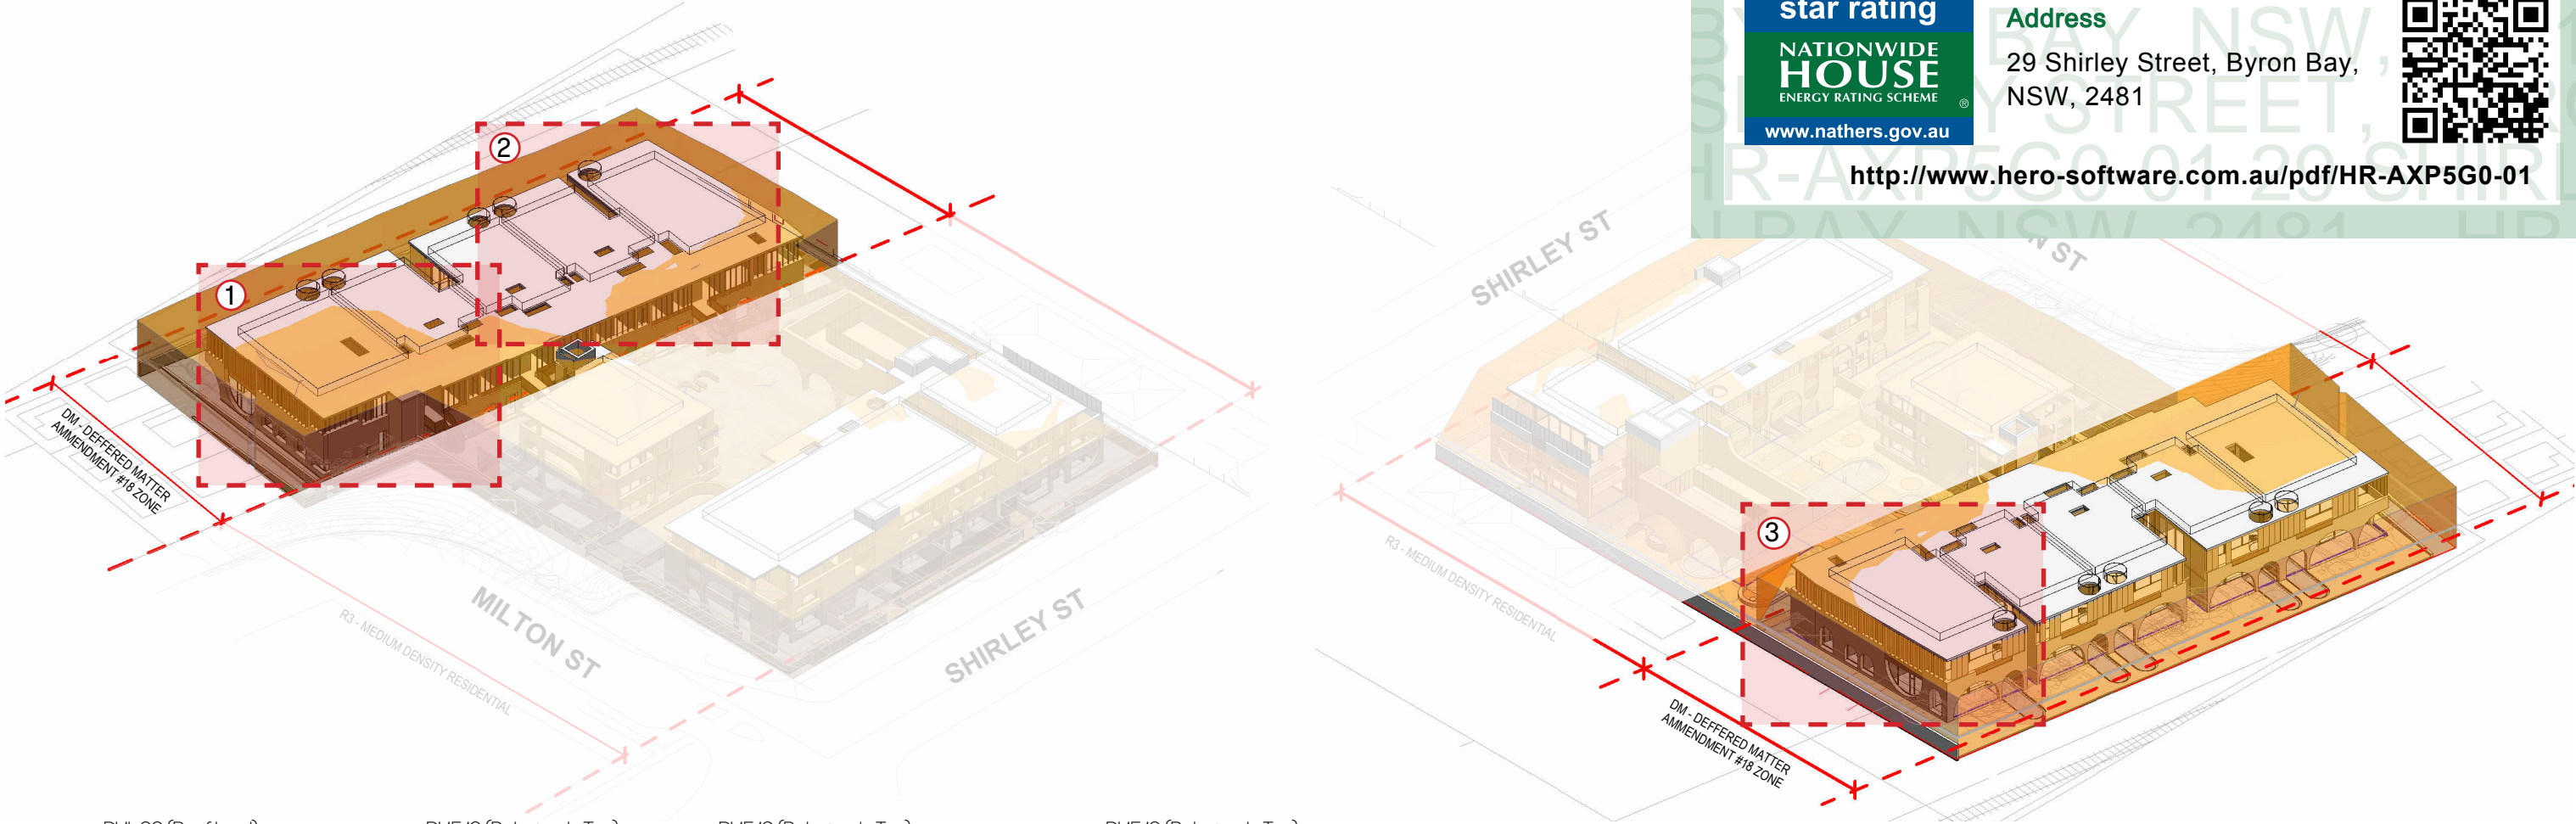 star rating
NATIONWIDE
HOUSE
ENERGY RATING SCHEME ®
www.nathers.gov.au
Address
29 Shirley Street, Byron Bay,
NSW, 2481
http://www.hero-software.com.au/pdf/HR-AXP5G0-01
2
1
DM - DEFFERED MATTER
AMMENDMENT #18 ZONE
R3 - MEDIUM DENSITY RESIDENTIAL
MILTON ST
SHIRLEY ST
SHIRLEY ST
N ST
3
R3 - MEDIUM DENSITY RESIDENTIAL
DM - DEFFERED MATTER
AMMENDMENT #18 ZONE